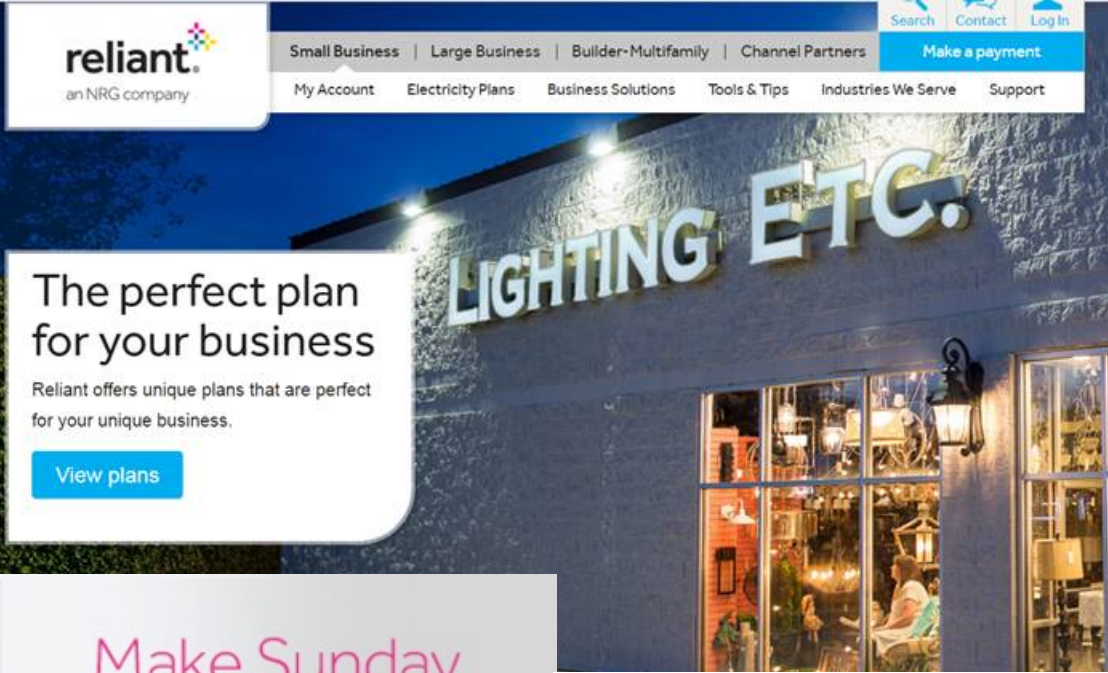 Search Contact Log In
reliant.
an NRG company
Small Business | Large Business | Builder-Multifamily | Channel Partners
Make a payment
My Account Electricity Plans Business Solutions Tools & Tips Industries We Serve Support
LIGHTING ETC.
The perfect plan
for your business
Reliant offers unique plans that are perfect
for your unique business.
View plans
Make Sunday